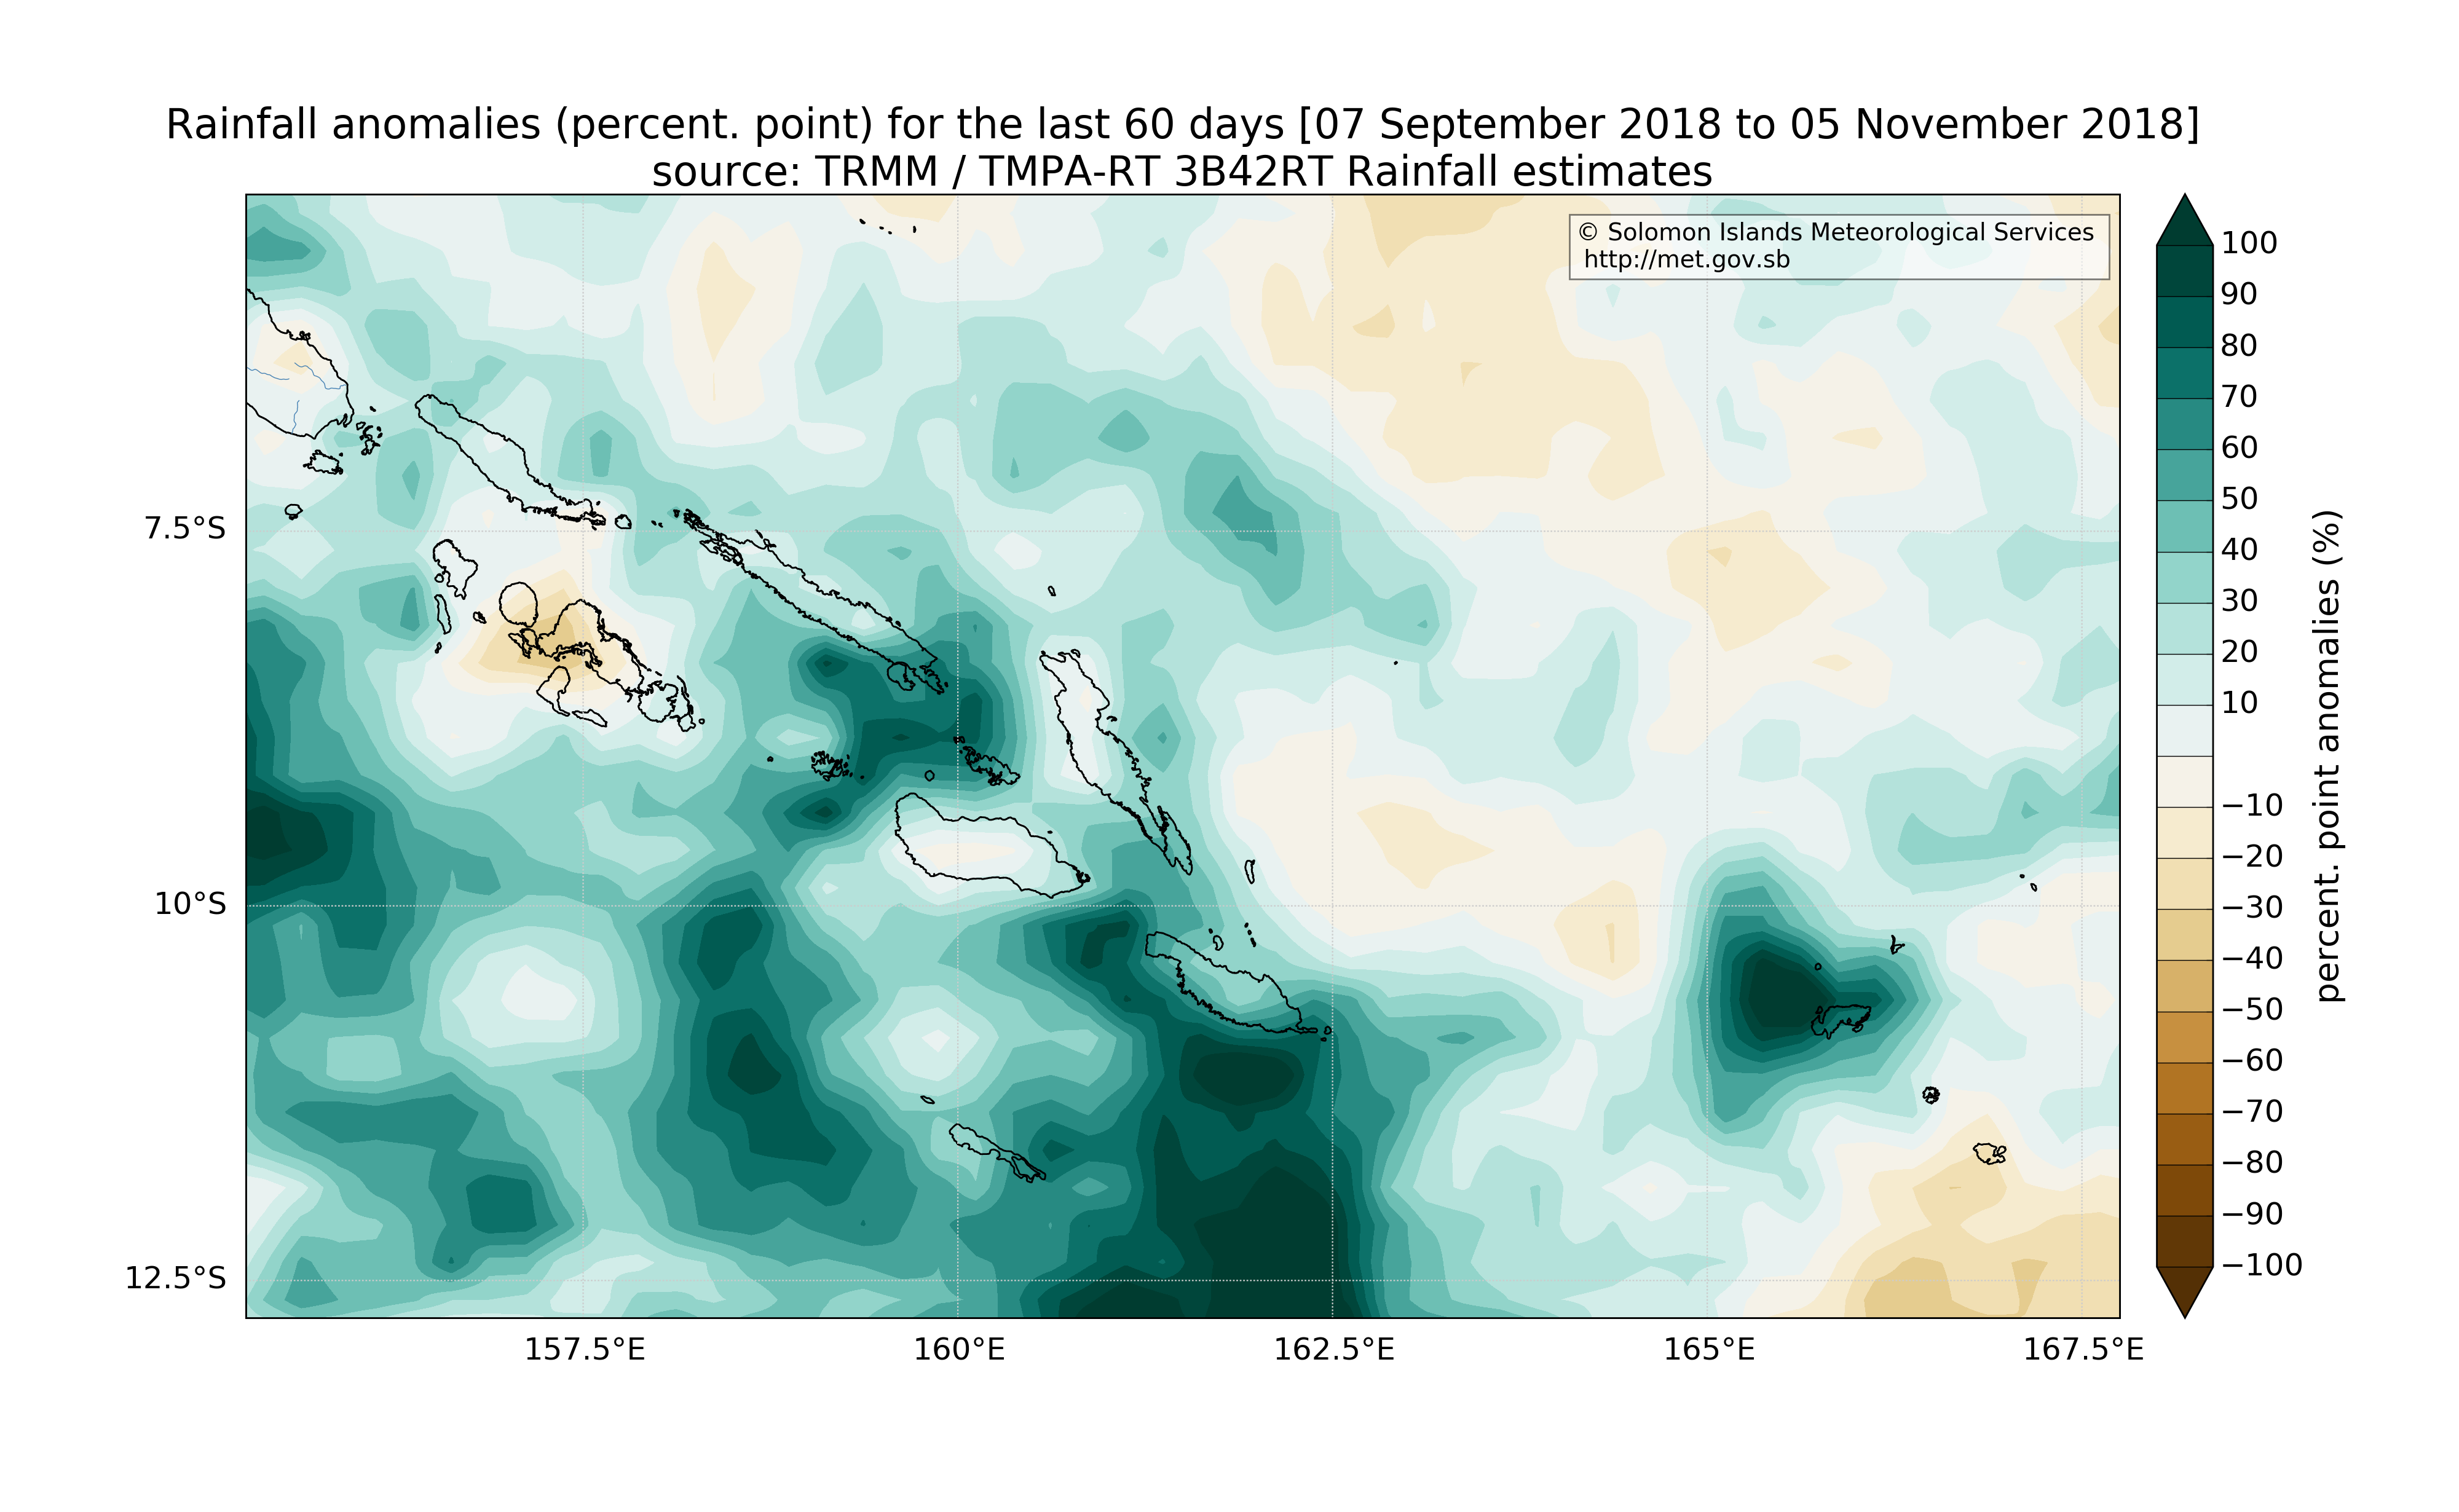 Rainfall anomalies (percent. point) for the last 60 days [07 September 2018 to 05 November 2018]
source: TRMM / TMPA-RT 3B42RT Rainfall estimates
© Solomon Islands Meteorological Services
http://met.gov.sb
7.5°S
10°S
12.5°S
157.5°E
160°E
162.5°E
165°E
167.5°E
100
90
80
70
60
50
40
30
20
10
−10
−20
−30
−40
−50
−60
−70
−80
−90
−100
percent. point anomalies (%)